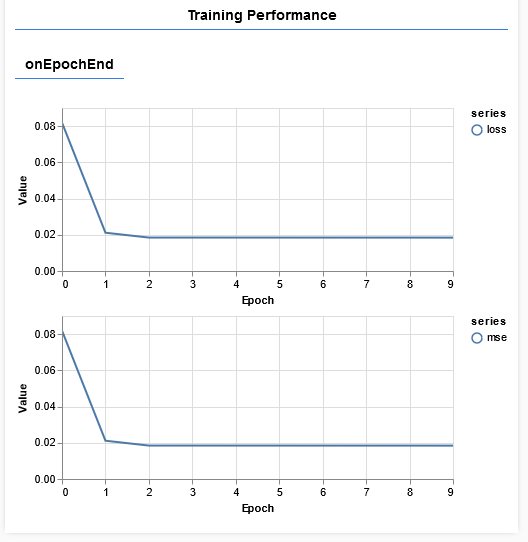 Training Performance
onEpochEnd
series
loss
Value
0.08
0.06
0.04
0.02
0.00
0 1 2 3 4 5 6 7 8 9
Epoch
series
mse
Value
0.08
0.06
0.04
0.02
0.00
0 1 2 3 4 5 6 7 8 9
Epoch